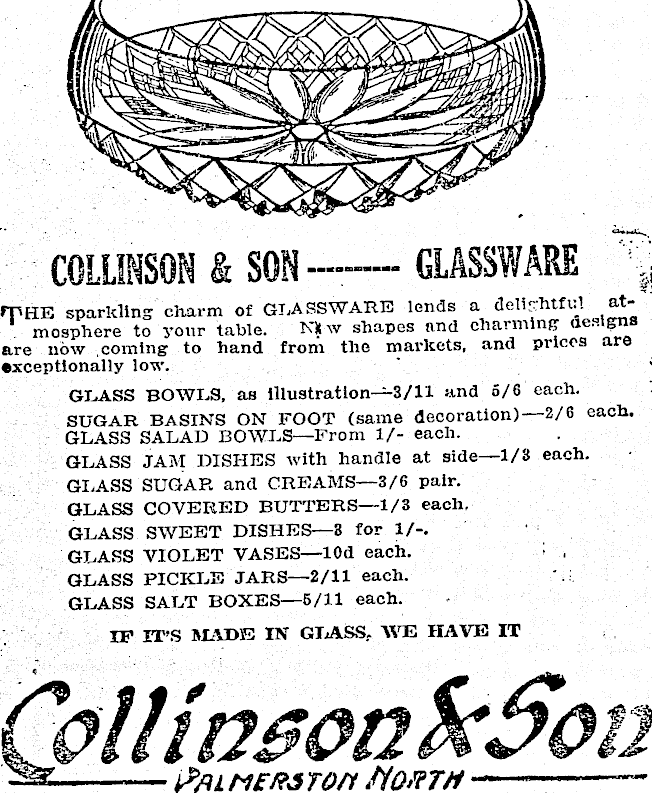 COLLINSON & SON --------- GLASSWARE
THE sparkling charm of GLASSWARE lends a delightful at-
mosphere to your table. New shapes and charming designs
are now coming to hand from the markets, and prices are
exceptionally low.
GLASS BOWLS, as illustration—3/11 and 5/6 each.
SUGAR BASINS ON FOOT (same decoration)—2/6 each.
GLASS SALAD BOWLS—From 1/- each.
GLASS JAM DISHES with handle at side—1/3 each.
GLASS SUGAR and CREAMS—3/6 pair.
GLASS COVERED BUTTERS—1/3 each.
GLASS SWEET DISHES—3 for 1/-.
GLASS VIOLET VASES—10d each.
GLASS PICKLE JARS—2/11 each.
GLASS SALT BOXES—5/11 each.
IF IT'S MADE IN GLASS, WE HAVE IT
Collinson & Son
PALMERSTON NORTH